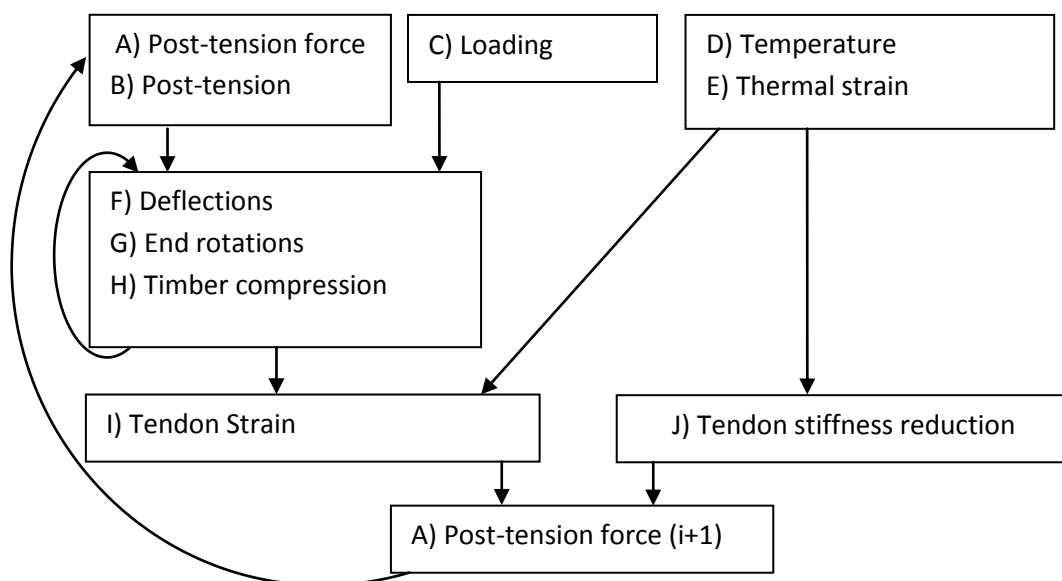 A) Post-tension force
B) Post-tension
C) Loading
D) Temperature
E) Thermal strain
F) Deflections
G) End rotations
H) Timber compression
I) Tendon Strain
J) Tendon stiffness reduction
A) Post-tension force (i+1)